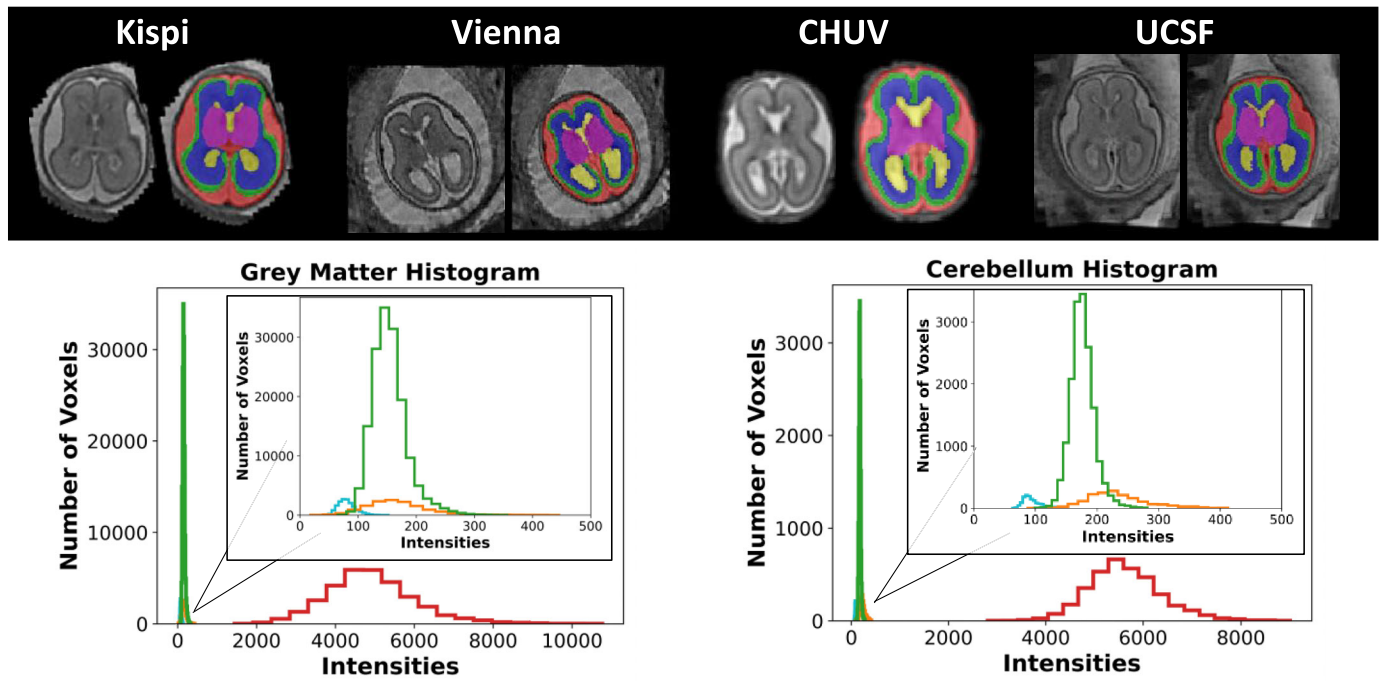 Kispi
Vienna
CHUV
UCSF
Grey Matter Histogram
Number of Voxels
30000
20000
10000
0
0
2000
4000
6000
8000
10000
Intensities
Number of Voxels
30000
20000
10000
0
0
100
200
300
400
500
Intensities
Cerebellum Histogram
Number of Voxels
3000
2000
1000
0
0
2000
4000
6000
8000
Intensities
Number of Voxels
3000
2000
1000
0
0
100
200
300
400
500
Intensities